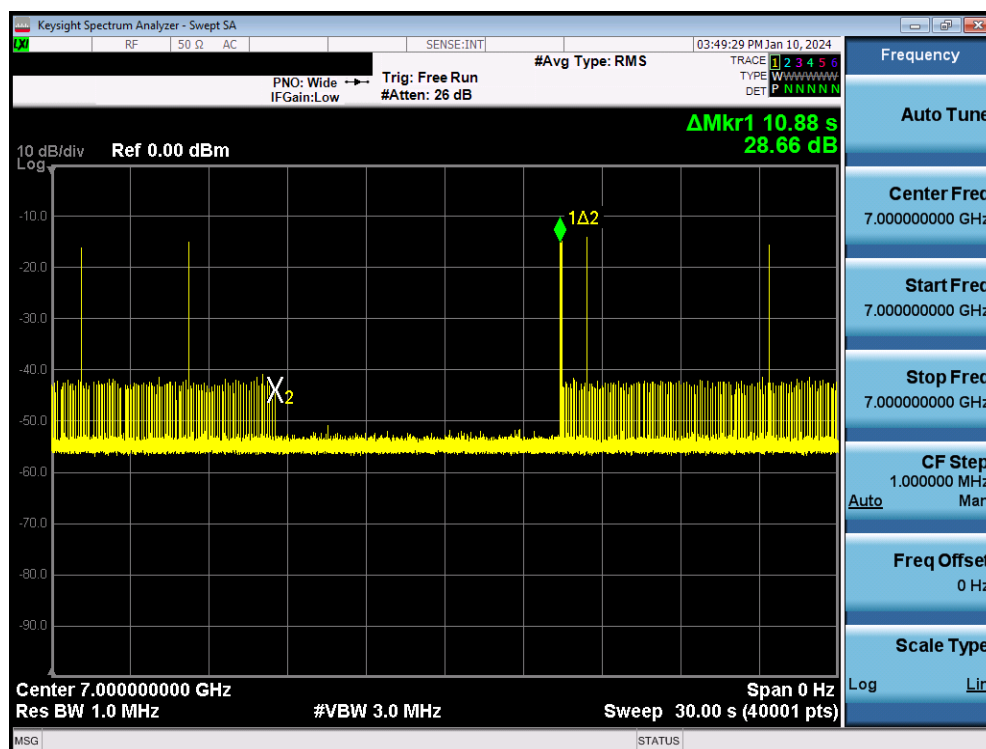 Keysight Spectrum Analyzer - Swept SA
LXI RF 50 Ω AC SENSE:INT 03:49:29 PM Jan 10, 2024
#Avg Type: RMS
TRACE 1 2 3 4 5 6
PNO: Wide Trig: Free Run
TYPE W W W W W W
IFGain:Low #Atten: 26 dB
DET P N N N N N
ΔMkr1 10.88 s
28.66 dB
10 dB/div Ref 0.00 dBm
Log
-10.0
1Δ2
-20.0
-30.0
-40.0
X2
-50.0
-60.0
-70.0
-80.0
-90.0
Center 7.000000000 GHz Span 0 Hz
Res BW 1.0 MHz #VBW 3.0 MHz Sweep 30.00 s (40001 pts)
MSG STATUS
Frequency
Auto Tune
Center Freq
7.000000000 GHz
Start Freq
7.000000000 GHz
Stop Freq
7.000000000 GHz
CF Step
1.000000 MHz
Auto Man
Freq Offset
0 Hz
Scale Type
Log Lin